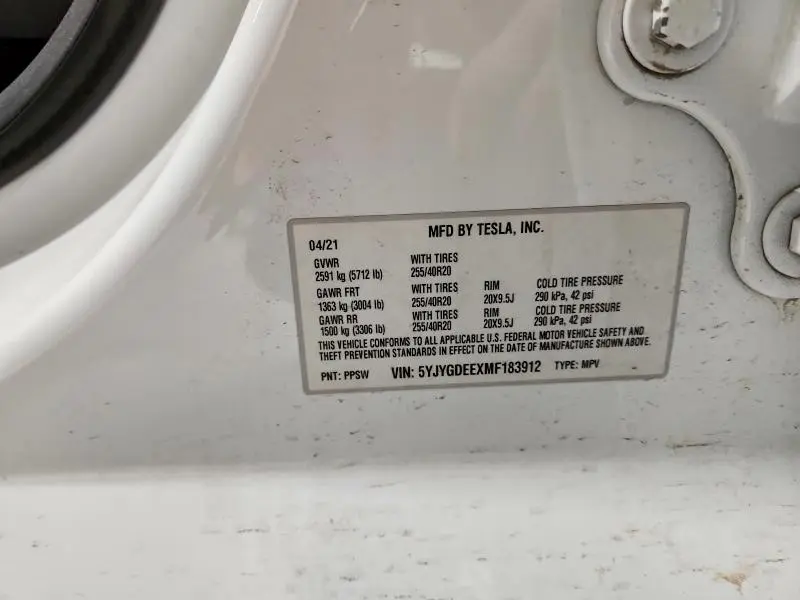 MFD BY TESLA, INC.
04/21
GVWR WITH TIRES
2591 kg (5712 lb) 255/40R20
GAWR FRT WITH TIRES RIM COLD TIRE PRESSURE
1363 kg (3004 lb) 255/40R20 20X9.5J 290 kPa, 42 psi
GAWR RR WITH TIRES RIM COLD TIRE PRESSURE
1500 kg (3306 lb) 255/40R20 20X9.5J 290 kPa, 42 psi
THIS VEHICLE CONFORMS TO ALL APPLICABLE U.S. FEDERAL MOTOR VEHICLE SAFETY AND
THEFT PREVENTION STANDARDS IN EFFECT ON THE DATE OF MANUFACTURE SHOWN ABOVE.
PNT: PPSW VIN: 5YJYGDEEXMF183912 TYPE: MPV